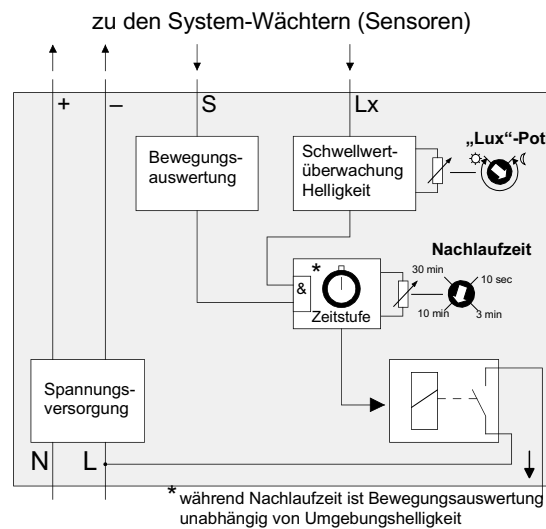 zu den System-Wächtern (Sensoren)
+
–
S
Lx
Bewegungs-
auswertung
Schwellwert-
überwachung
Helligkeit
„Lux“-Pot
Nachlaufzeit
*
&
Zeitstufe
30 min
10 sec
10 min
3 min
Spannungs-
versorgung
N
L
* während Nachlaufzeit ist Bewegungsauswertung
unabhängig von Umgebungshelligkeit